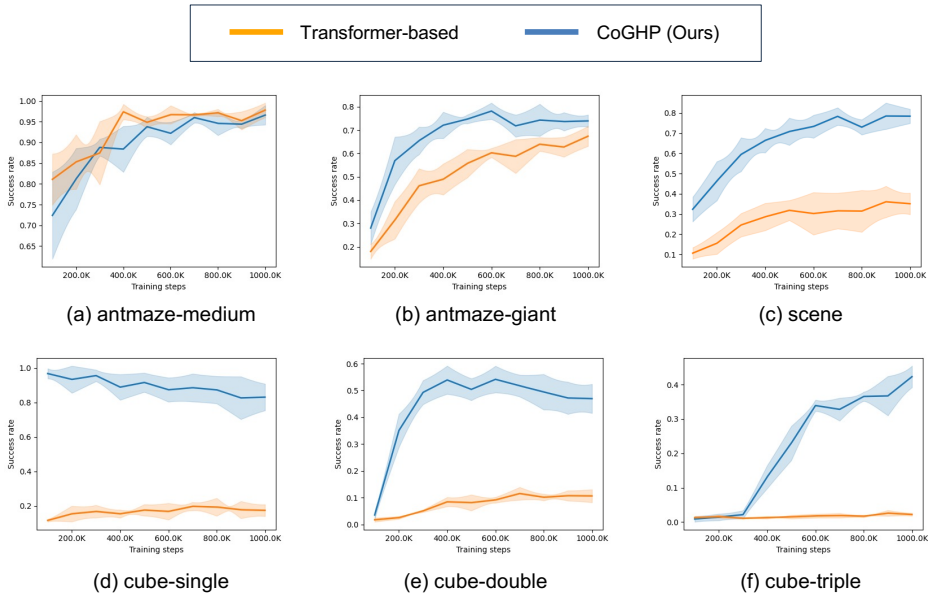 Transformer-based
CoGHP (Ours)
1.00
0.95
0.90
0.85
0.80
0.75
0.70
0.65
Success rate
200.0K 400.0K 600.0K 800.0K 1000.0K
Training steps
(a) antmaze-medium
0.8
0.7
0.6
0.5
0.4
0.3
0.2
Success rate
200.0K 400.0K 600.0K 800.0K 1000.0K
Training steps
(b) antmaze-giant
0.8
0.7
0.6
0.5
0.4
0.3
0.2
0.1
Success rate
200.0K 400.0K 600.0K 800.0K 1000.0K
Training steps
(c) scene
1.0
0.8
0.6
0.4
0.2
Success rate
200.0K 400.0K 600.0K 800.0K 1000.0K
Training steps
(d) cube-single
0.6
0.5
0.4
0.3
0.2
0.1
0.0
Success rate
200.0K 400.0K 600.0K 800.0K 1000.0K
Training steps
(e) cube-double
0.4
0.3
0.2
0.1
0.0
Success rate
200.0K 400.0K 600.0K 800.0K 1000.0K
Training steps
(f) cube-triple